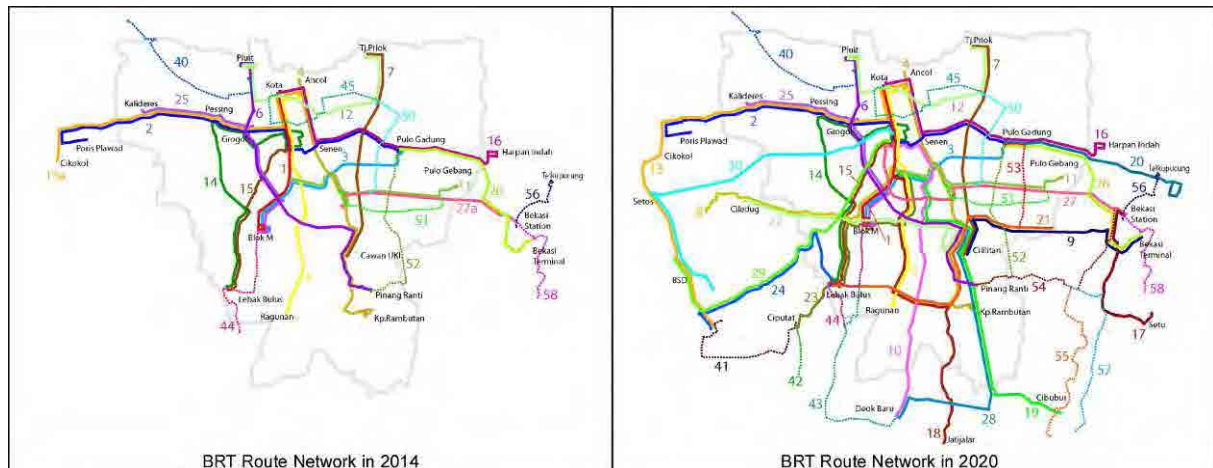 40
Pluit
Kota
Ancol
4
Tj.Priok
7
45
Kalideres
25
Pessing
6
12
50
2
Poris Plawad
Cikokol
Grogol
Senen
Pulo Gadung
16
Harpan Indah
3
Pulo Gebang
14
15
1
11
26
56
Telkupucung
51
27a
Bekasi
Station
Blok M
Cawan UKI
52
Bekasi
Terminal
58
Lebak Bulus
44
Ragunan
Pinang Ranti
Kp.Rambutan
BRT Route Network in 2014
40
Pluit
Kota
Ancol
4
Tj.Priok
7
45
Kalideres
25
Pessing
6
12
50
2
Poris Plawad
Cikokol
13
Grogol
Senen
Pulo Gadung
16
Harpan Indah
20
30
3
53
14
15
Pulo Gebang
11
26
56
Telkupucung
51
27
Setos
8
Ciledug
22
Blok M
1
21
9
Bekasi
Station
Cililitan
Bekasi
Terminal
BSD
29
24
23
52
54
58
Lebak Bulus
44
Ciputat
Ragunan
Pinang Ranti
Kp.Rambutan
17
Setu
41
42
10
55
57
43
Depok Baru
28
19
Cibubur
18
Jatijajar
BRT Route Network in 2020